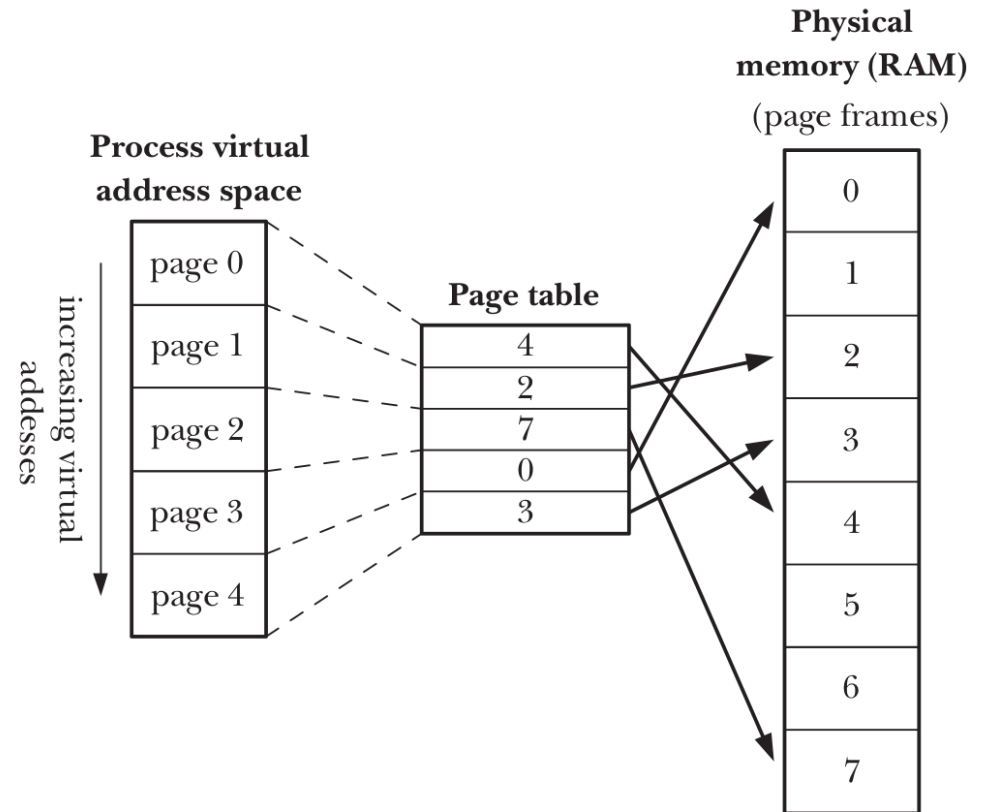 Physical
memory (RAM)
(page frames)
Process virtual
address space
increasing virtual
addesses
page 0
page 1
page 2
page 3
page 4
Page table
4
2
7
0
3
0
1
2
3
4
5
6
7